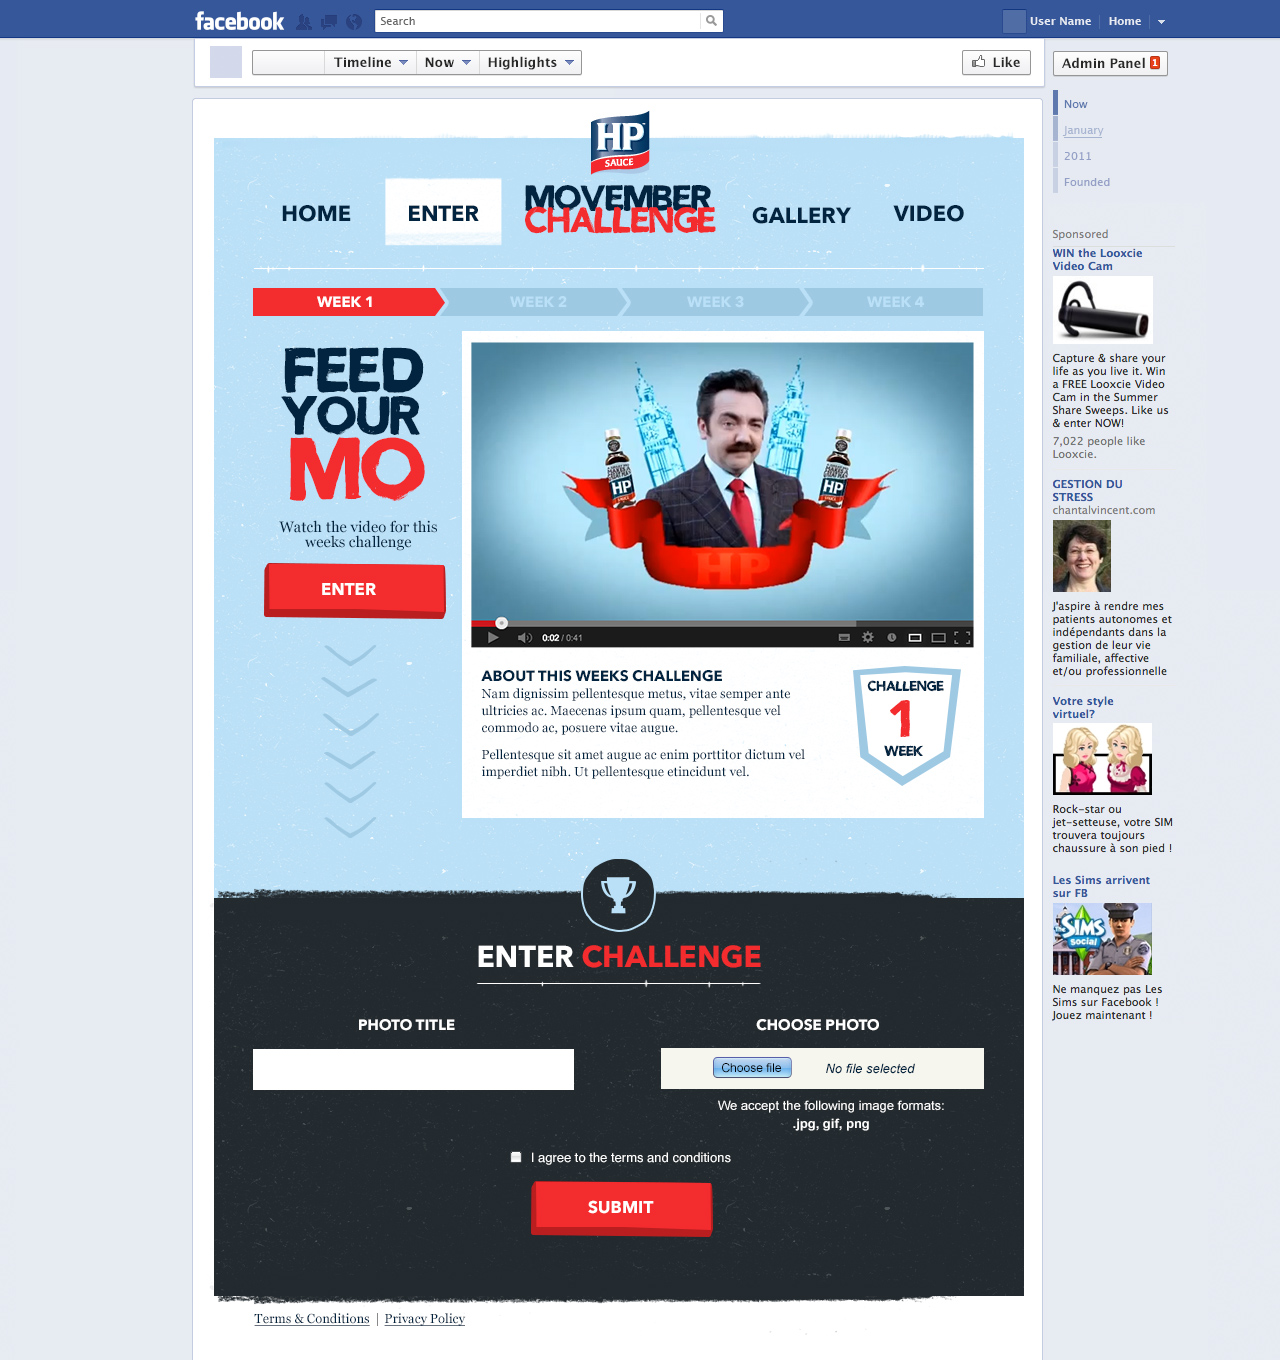 facebook
Search
User Name
Home
Timeline
Now
Highlights
Like
Admin Panel 1
Now
January
2011
Founded
HP
SAUCE
HOME
ENTER
MOVEMBER
CHALLENGE
GALLERY
VIDEO
WEEK 1
WEEK 2
WEEK 3
WEEK 4
FEED
YOUR
MO
Watch the video for this
weeks challenge
ENTER
HP
HP
HP
0:02 / 0:41
ABOUT THIS WEEKS CHALLENGE
Nam dignissim pellentesque metus, vitae semper ante
ultricies ac. Maecenas ipsum quam, pellentesque vel
commodo ac, posuere vitae augue.
Pellentesque sit amet augue ac enim porttitor dictum vel
imperdiet nibh. Ut pellentesque etincidunt vel.
CHALLENGE
1
WEEK
ENTER CHALLENGE
PHOTO TITLE
CHOOSE PHOTO
Choose file
No file selected
We accept the following image formats:
.jpg, gif, png
I agree to the terms and conditions
SUBMIT
Terms & Conditions | Privacy Policy
Sponsored
WIN the Looxcie
Video Cam
Capture & share your
life as you live it. Win
a FREE Looxcie Video
Cam in the Summer
Share Sweeps. Like us
& enter NOW!
7,022 people like
Looxcie.
GESTION DU
STRESS
chantalvincent.com
J'aspire à rendre mes
patients autonomes et
indépendants dans la
gestion de leur vie
familiale, affective
et/ou professionnelle
Votre style
virtuel?
Rock-star ou
jet-setteuse, votre SIM
trouvera toujours
chaussure à son pied !
Les Sims arrivent
sur FB
The
SIMS
social
Ne manquez pas Les
Sims sur Facebook !
Jouez maintenant !